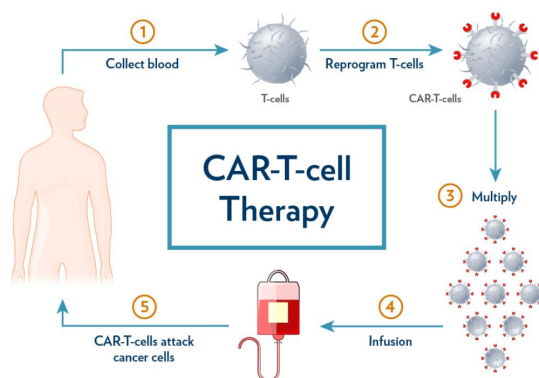 1
Collect blood
T-cells
2
Reprogram T-cells
CAR-T-cells
CAR-T-cell
Therapy
3 Multiply
4
Infusion
5
CAR-T-cells attack
cancer cells